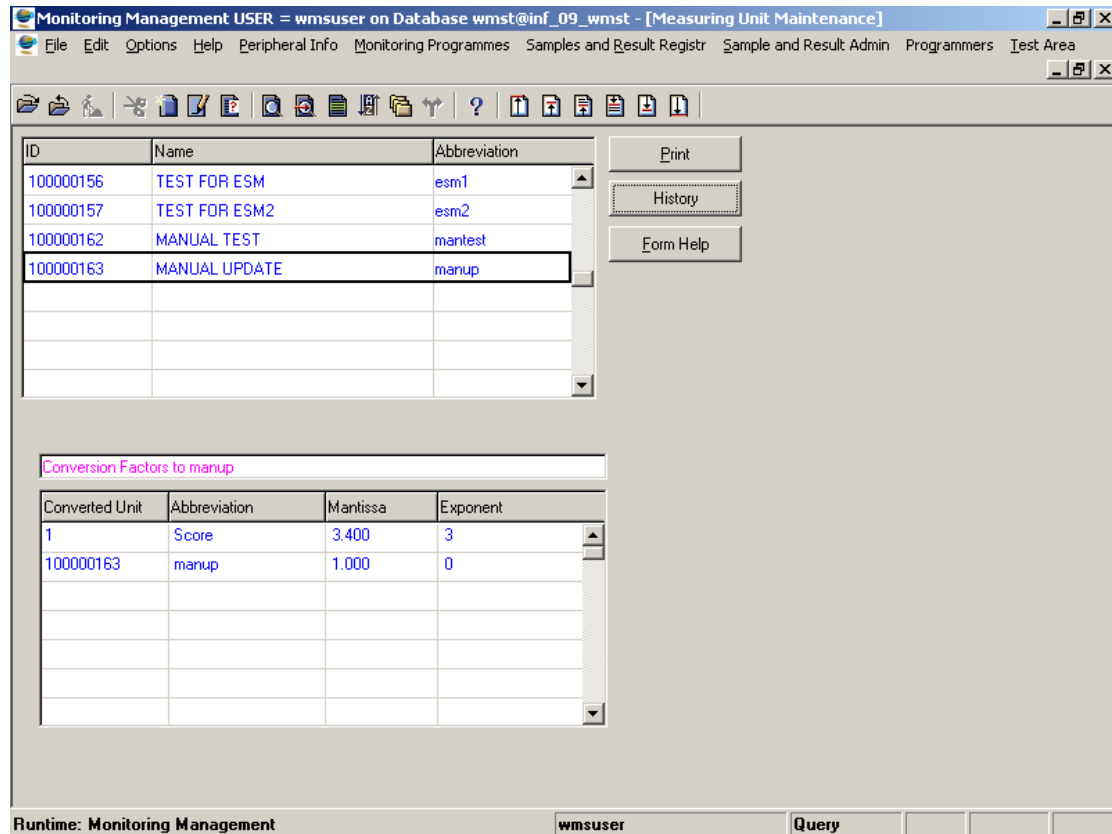 Monitoring Management USER = wmsuser on Database wmst@inf_09_wmst - [Measuring Unit Maintenance]
File Edit Options Help Peripheral Info Monitoring Programmes Samples and Result Registr Sample and Result Admin Programmers Test Area
ID Name Abbreviation
100000156 TEST FOR ESM esm1
100000157 TEST FOR ESM2 esm2
100000162 MANUAL TEST mantest
100000163 MANUAL UPDATE manup
Print
History
Form Help
Conversion Factors to manup
Converted Unit Abbreviation Mantissa Exponent
1 Score 3.400 3
100000163 manup 1.000 0
Runtime: Monitoring Management wmsuser Query